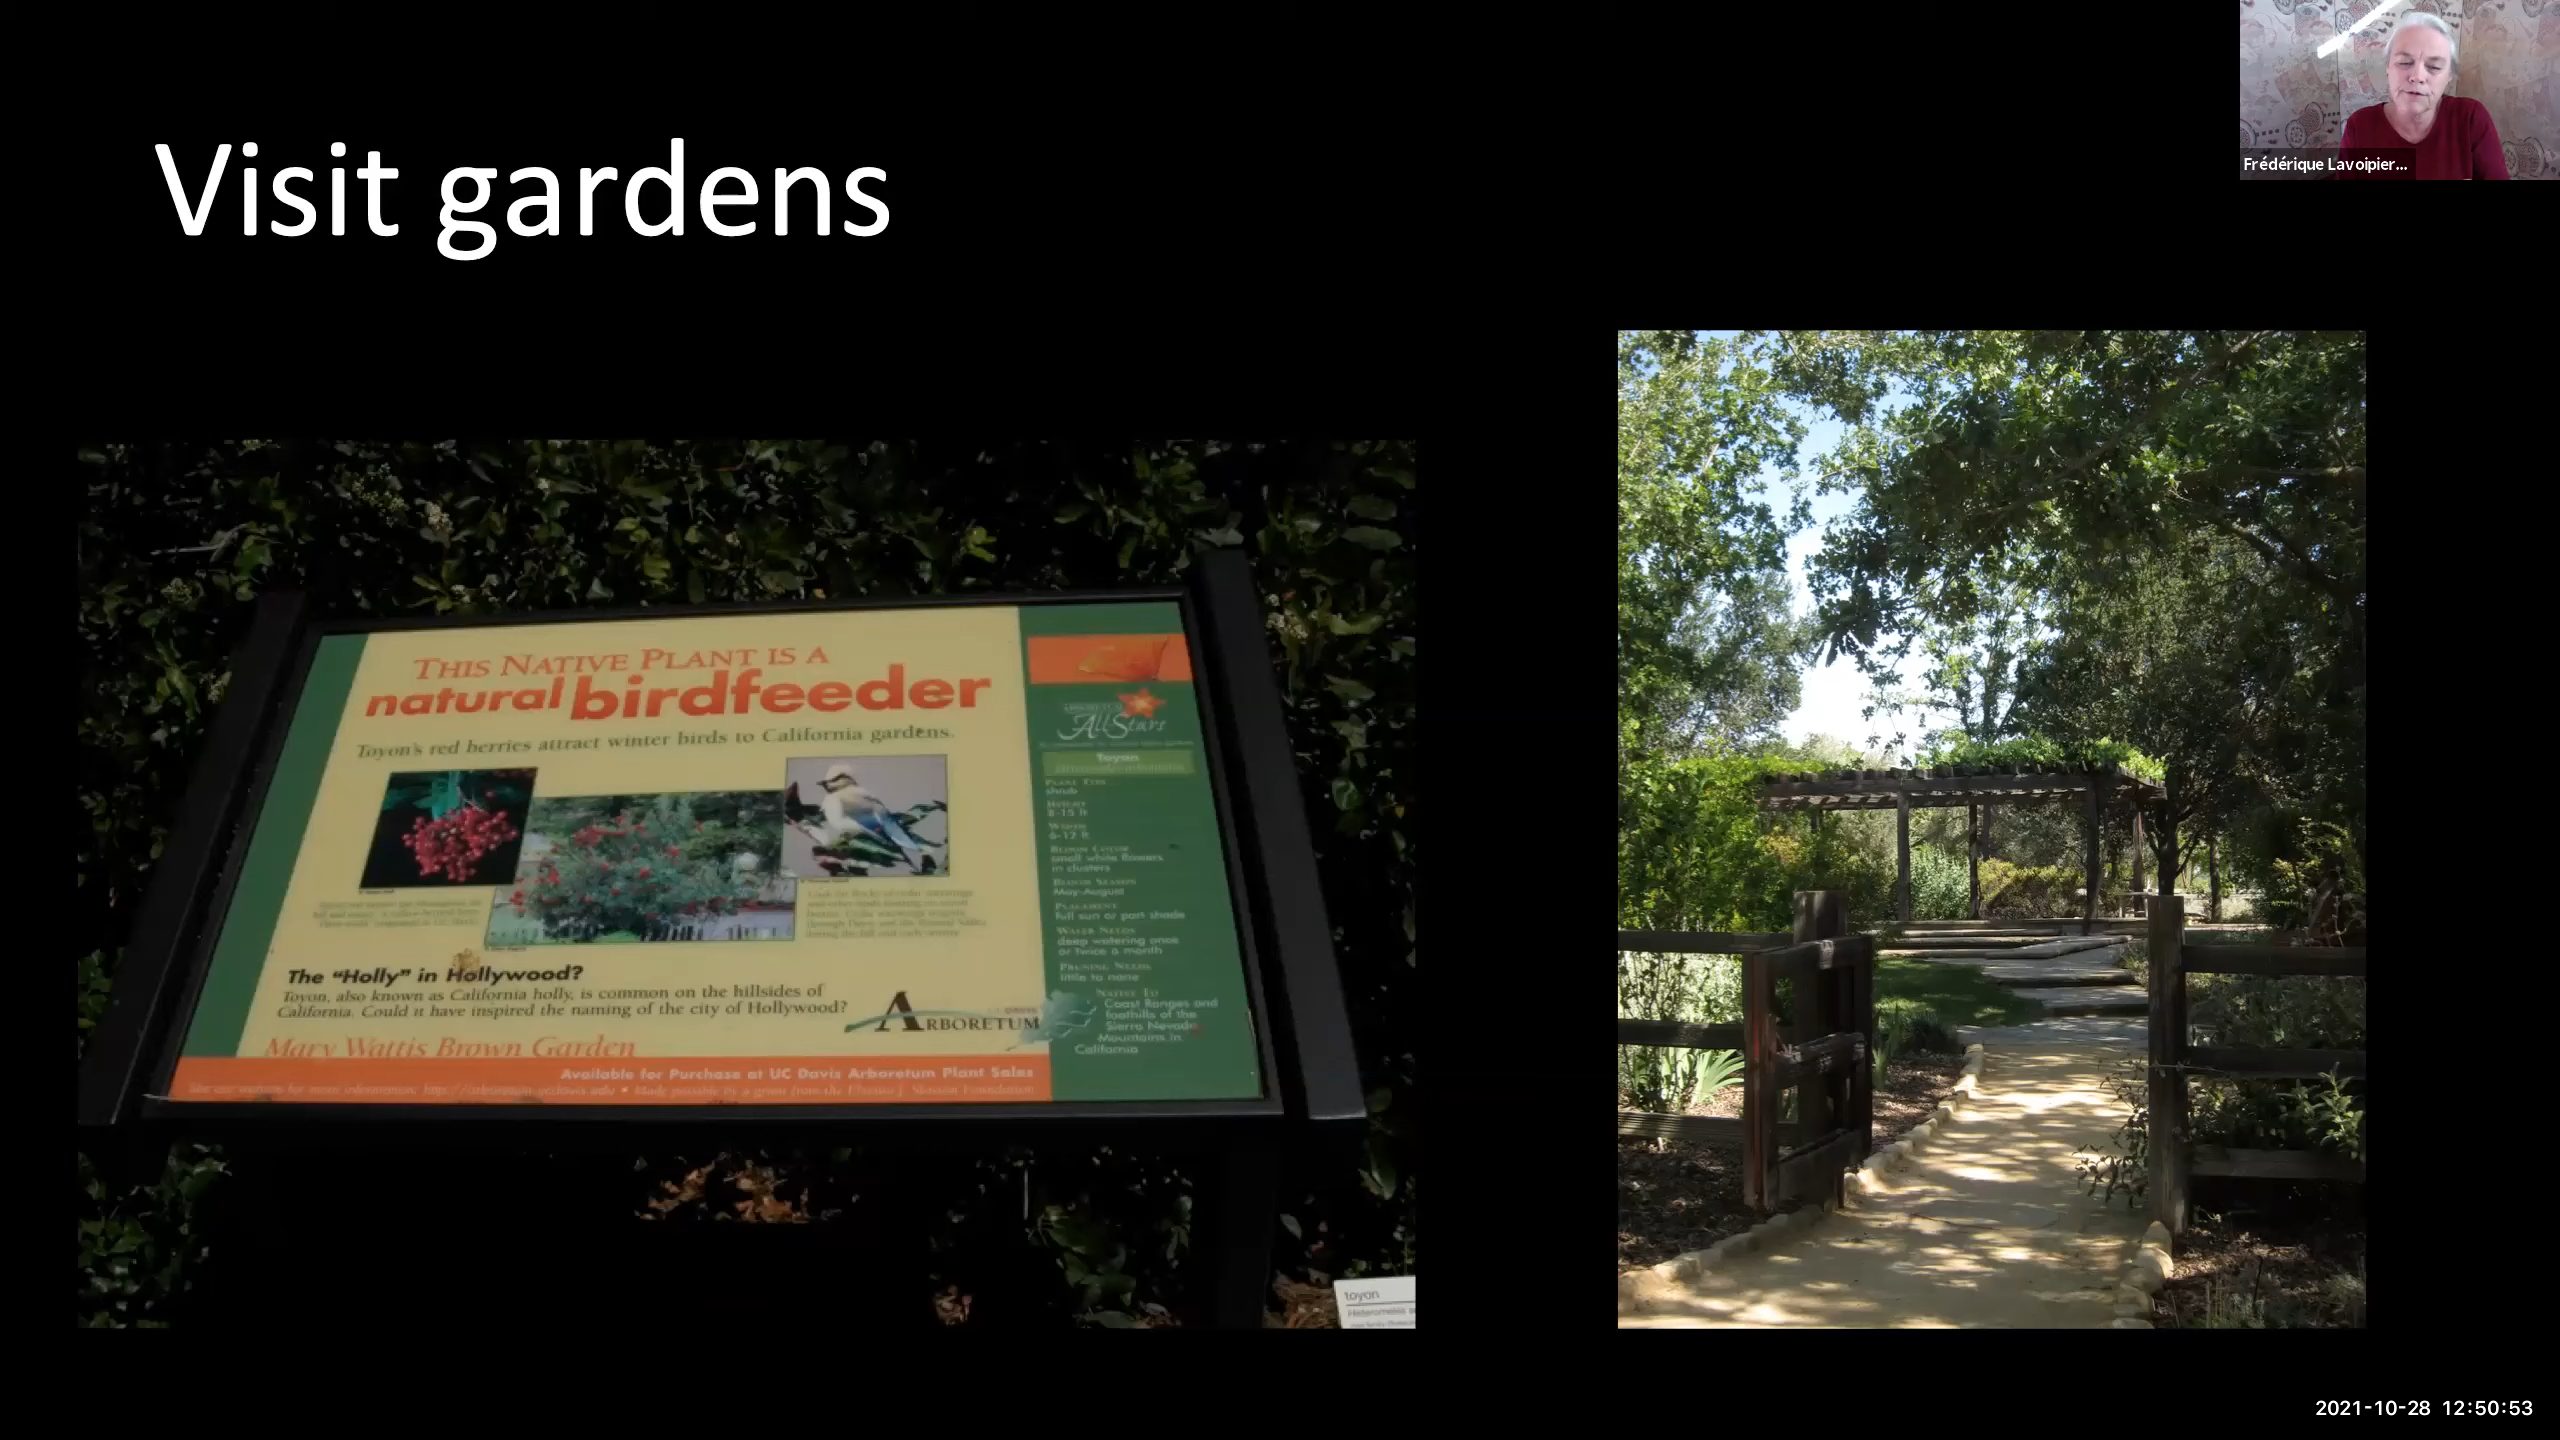 Visit gardens
Frédérique Lavoipier...
THIS NATIVE PLANT IS A
natural birdfeeder
Toyon's red berries attract winter birds to California gardens.
The "Holly" in Hollywood?
Toyon, also known as California holly, is common on the hillsides of
California. Could it have inspired the naming of the city of Hollywood?
ARBORETUM
Mary Wattis Brown Garden
Available for Purchase at UC Davis Arboretum Plant Sales
ARBORETUM
All-Stars
Toyon
PLANT TYPE
shrub
HEIGHT
8-15 ft
WIDTH
6-12 ft
BLOOM COLOR
small white flowers
in clusters
BLOOM SEASON
May-August
PLACEMENT
full sun or part shade
WATER NEEDS
deep watering once
or twice a month
PRUNING NEEDS
little to none
NATIVE TO
Coast Ranges and
foothills of the
Sierra Nevada
Mountains in
California
toyon
Heteromeles
2021-10-28 12:50:53